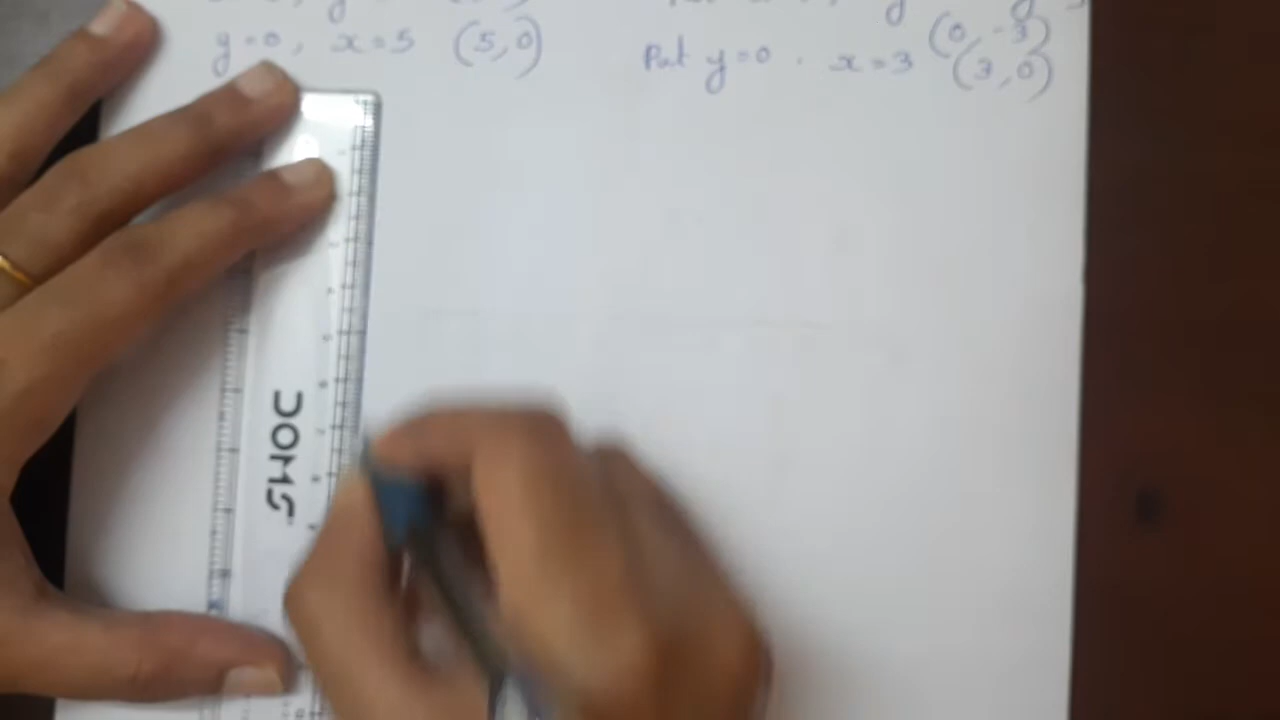 y=0, x=5 (5,0)
(0,-3)
Put y=0. x=3 (3,0)
DOMS